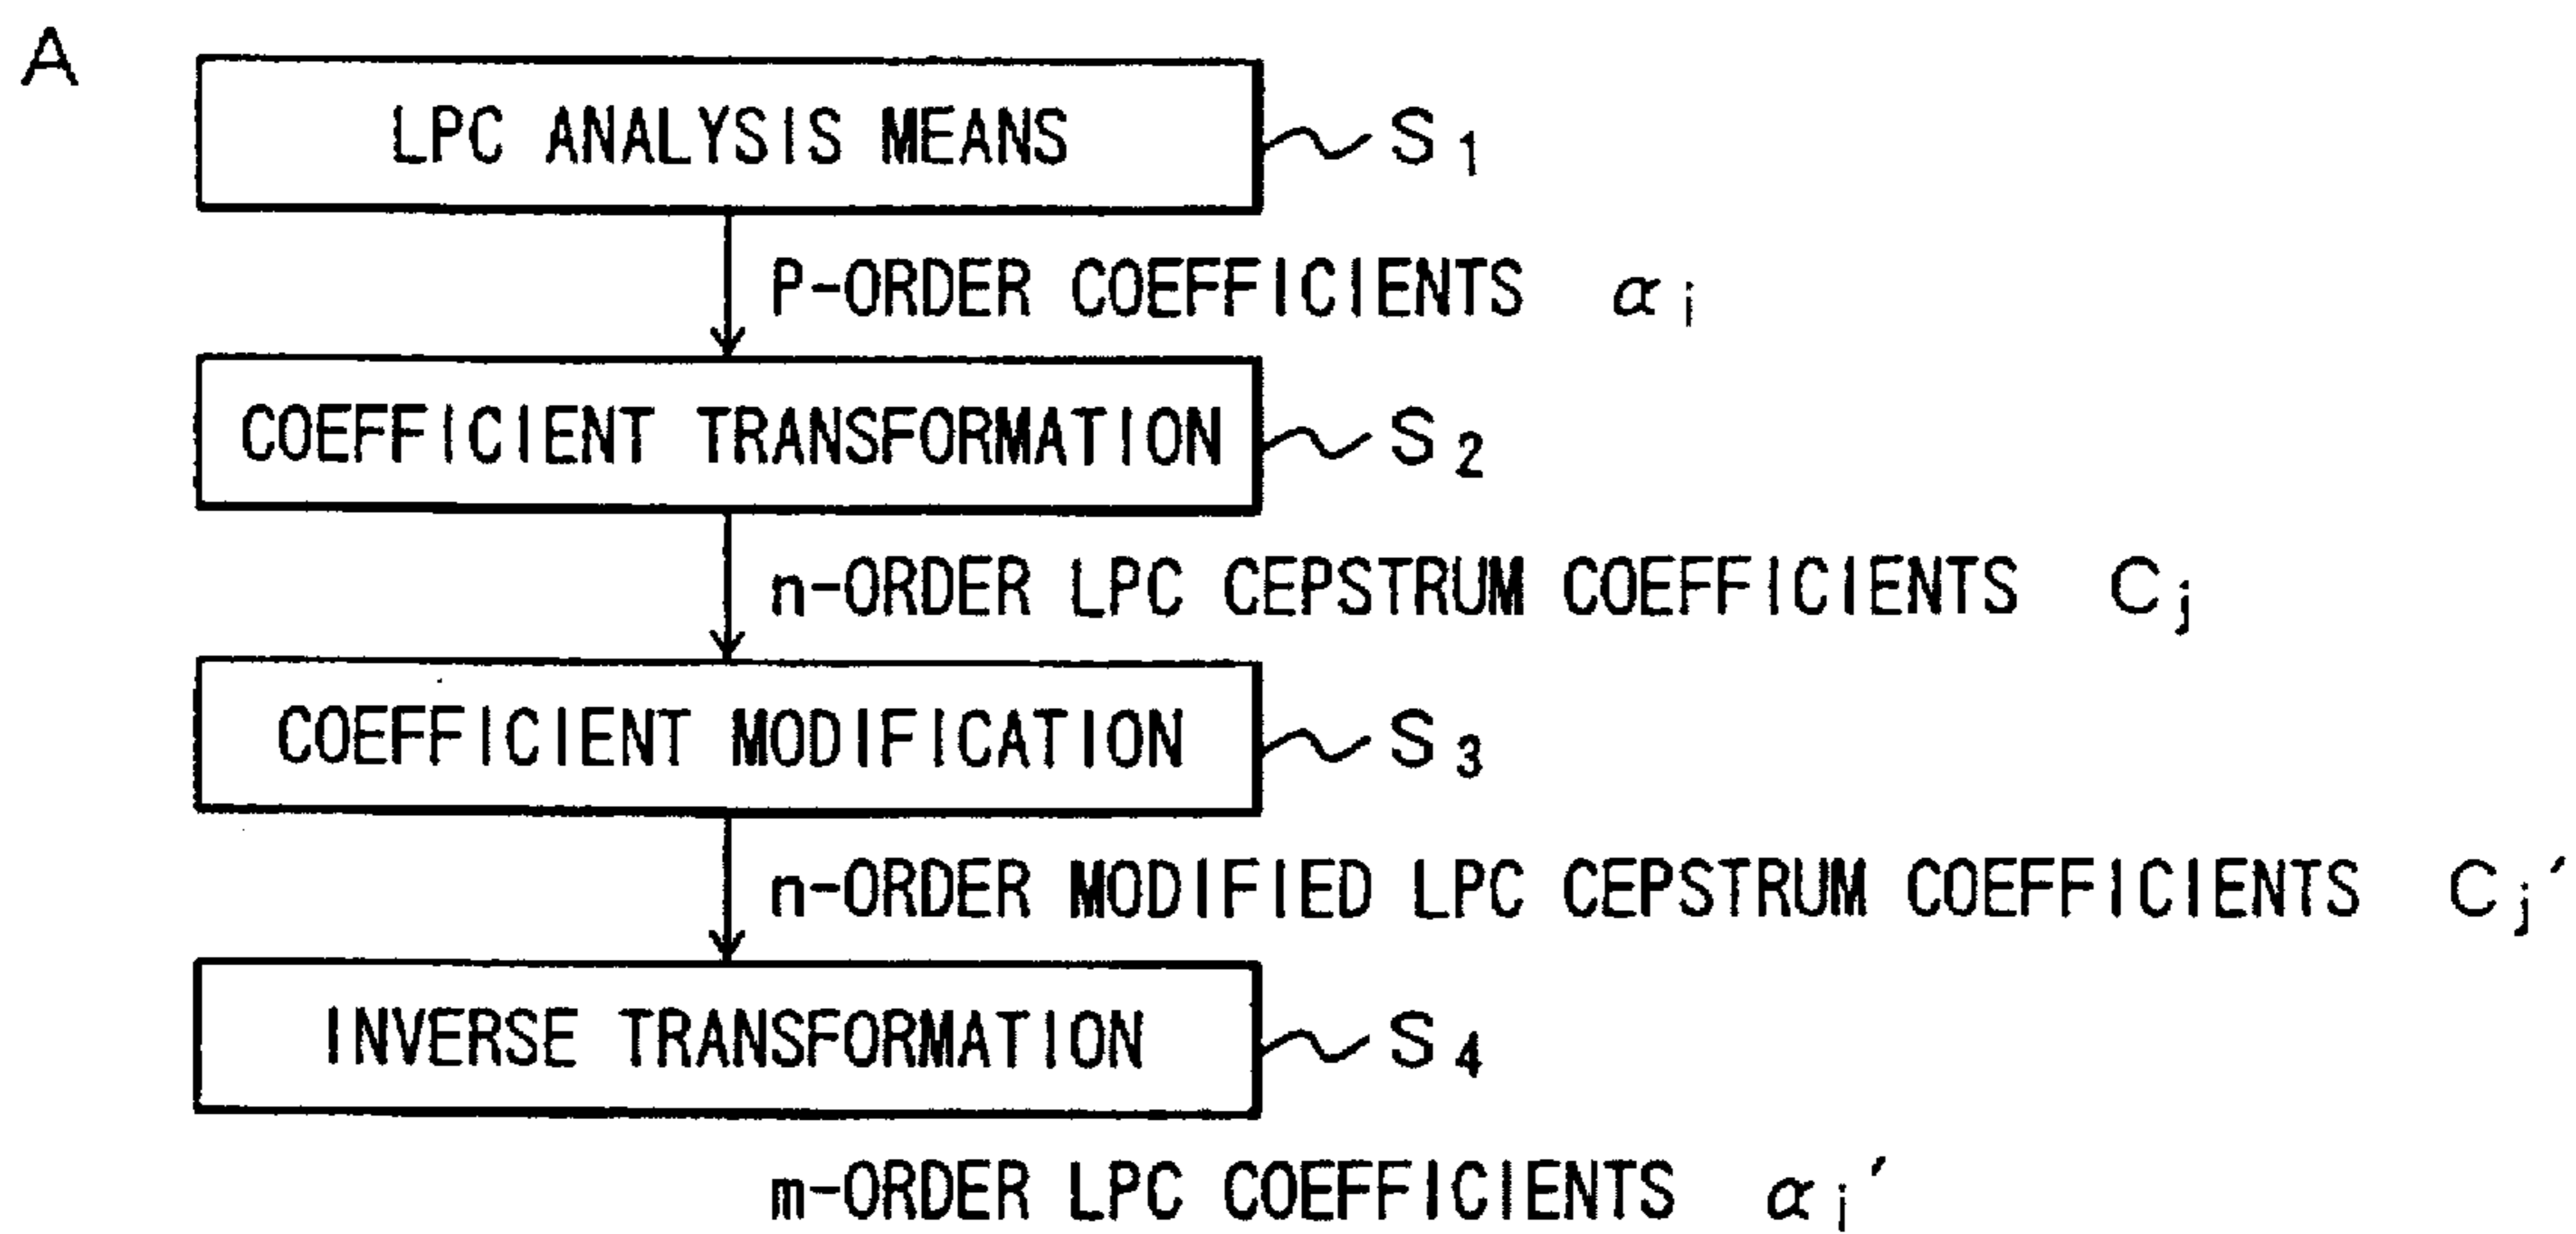 A
LPC ANALYSIS MEANS S1
P-ORDER COEFFICIENTS αi
COEFFICIENT TRANSFORMATION S2
n-ORDER LPC CEPSTRUM COEFFICIENTS Cj
COEFFICIENT MODIFICATION S3
n-ORDER MODIFIED LPC CEPSTRUM COEFFICIENTS Cj′
INVERSE TRANSFORMATION S4
m-ORDER LPC COEFFICIENTS αi′